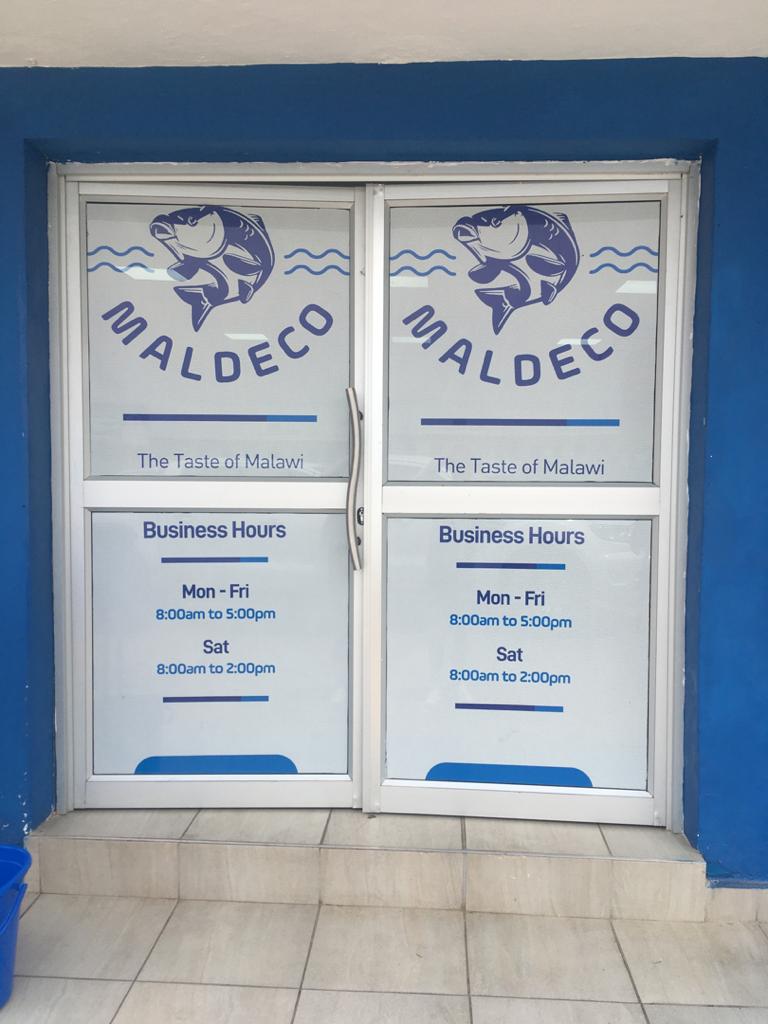 MALDECO
The Taste of Malawi
Business Hours
Mon - Fri
8:00am to 5:00pm
Sat
8:00am to 2:00pm
MALDECO
The Taste of Malawi
Business Hours
Mon - Fri
8:00am to 5:00pm
Sat
8:00am to 2:00pm